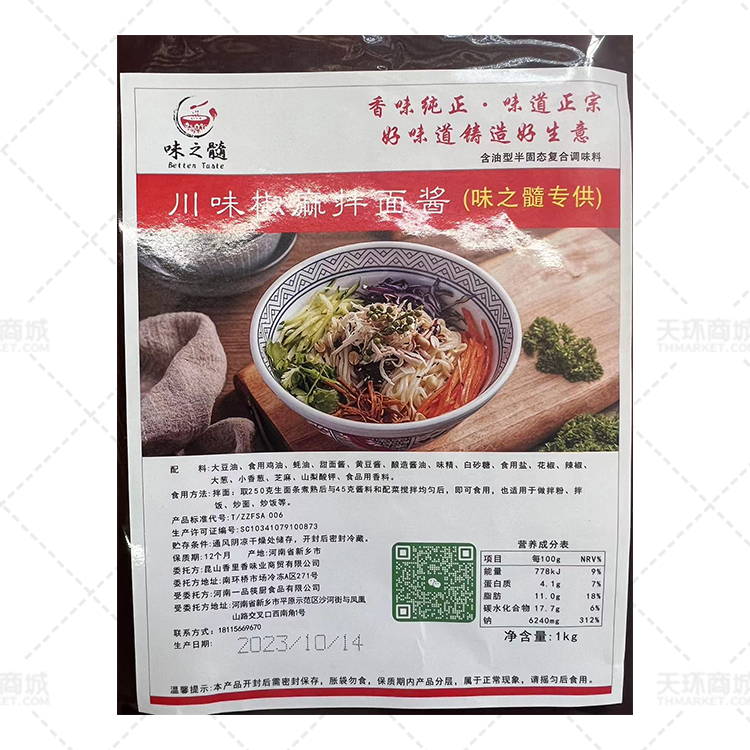 味之髓
Better Taste
香味纯正·味道正宗
好味道铸造好生意
含油型半固态复合调味料
川味椒麻拌面酱(味之髓专供)
配 料:大豆油、食用鸡油、蚝油、甜面酱、黄豆酱、酿造酱油、味精、白砂糖、食用盐、花椒、辣椒、
大葱、小香葱、芝麻、山梨酸钾、食品用香料。
食用方法:拌面:取250克生面条煮熟后与45克酱料和配菜搅拌均匀后,即可食用,也适用于做拌粉、拌
饭、炒面、炒饭等。
产品标准代号:T/ZZFSA 006
生产许可证编号:SC10341079100873
贮存条件:通风阴凉干燥处储存,开封后密封冷藏。
保质期:12个月 产地:河南省新乡市
委托方:昆山香里香味业商贸有限公司
委托方地址:南环桥市场冷冻A区271号
受委托方:河南一品筷厨食品有限公司
受委托方地址:河南省新乡市平原示范区沙河街与凤凰
山路交叉口西南角1号
联系方式:18115669670
生产日期:
2023/10/14
营养成分表
项目 每100g NRV%
能量 778kJ 9%
蛋白质 4.1g 7%
脂肪 11.0g 18%
碳水化合物 17.7g 6%
钠 6240mg 312%
净含量:1kg
温馨提示:本产品开封后需密封保存,胀袋勿食,保质期内产品分层,属于正常现象,请摇匀后食用。
天环商城
THMARKET.COM